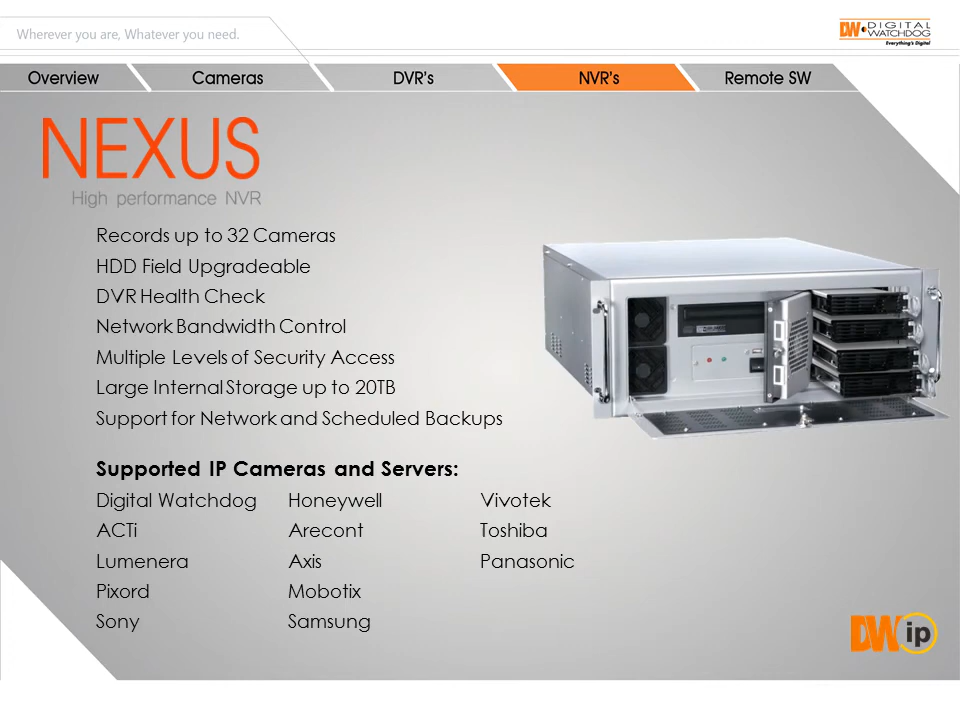 Wherever you are, Whatever you need.
DW DIGITAL WATCHDOG
Everything's Digital
Overview Cameras DVR's NVR's Remote SW
NEXUS
High performance NVR
Records up to 32 Cameras
HDD Field Upgradeable
DVR Health Check
Network Bandwidth Control
Multiple Levels of Security Access
Large Internal Storage up to 20TB
Support for Network and Scheduled Backups
Supported IP Cameras and Servers:
Digital Watchdog Honeywell Vivotek
ACTi Arecont Toshiba
Lumenera Axis Panasonic
Pixord Mobotix
Sony Samsung
DW ip